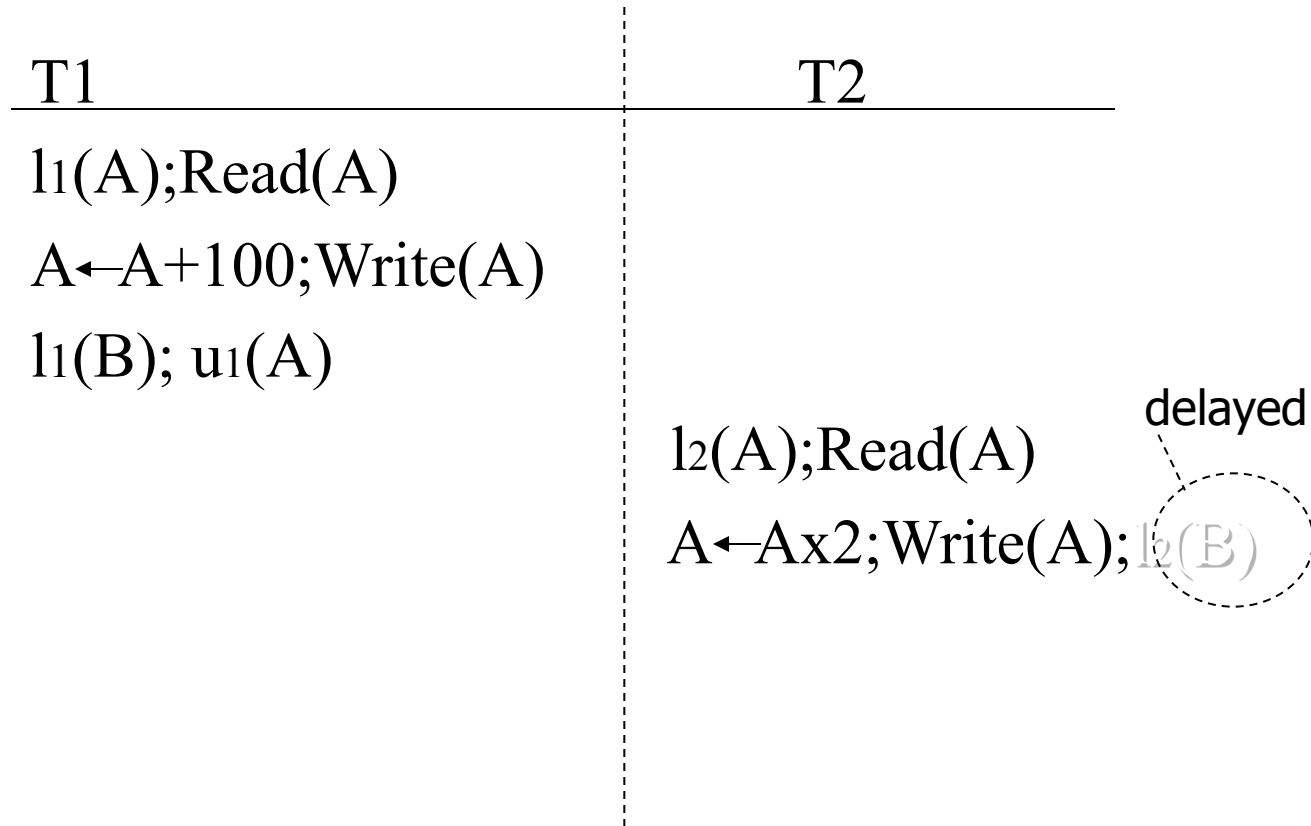 T1 T2
l1(A);Read(A)
A←A+100;Write(A)
l1(B); u1(A)
delayed
l2(A);Read(A)
A←Ax2;Write(A);l2(B)